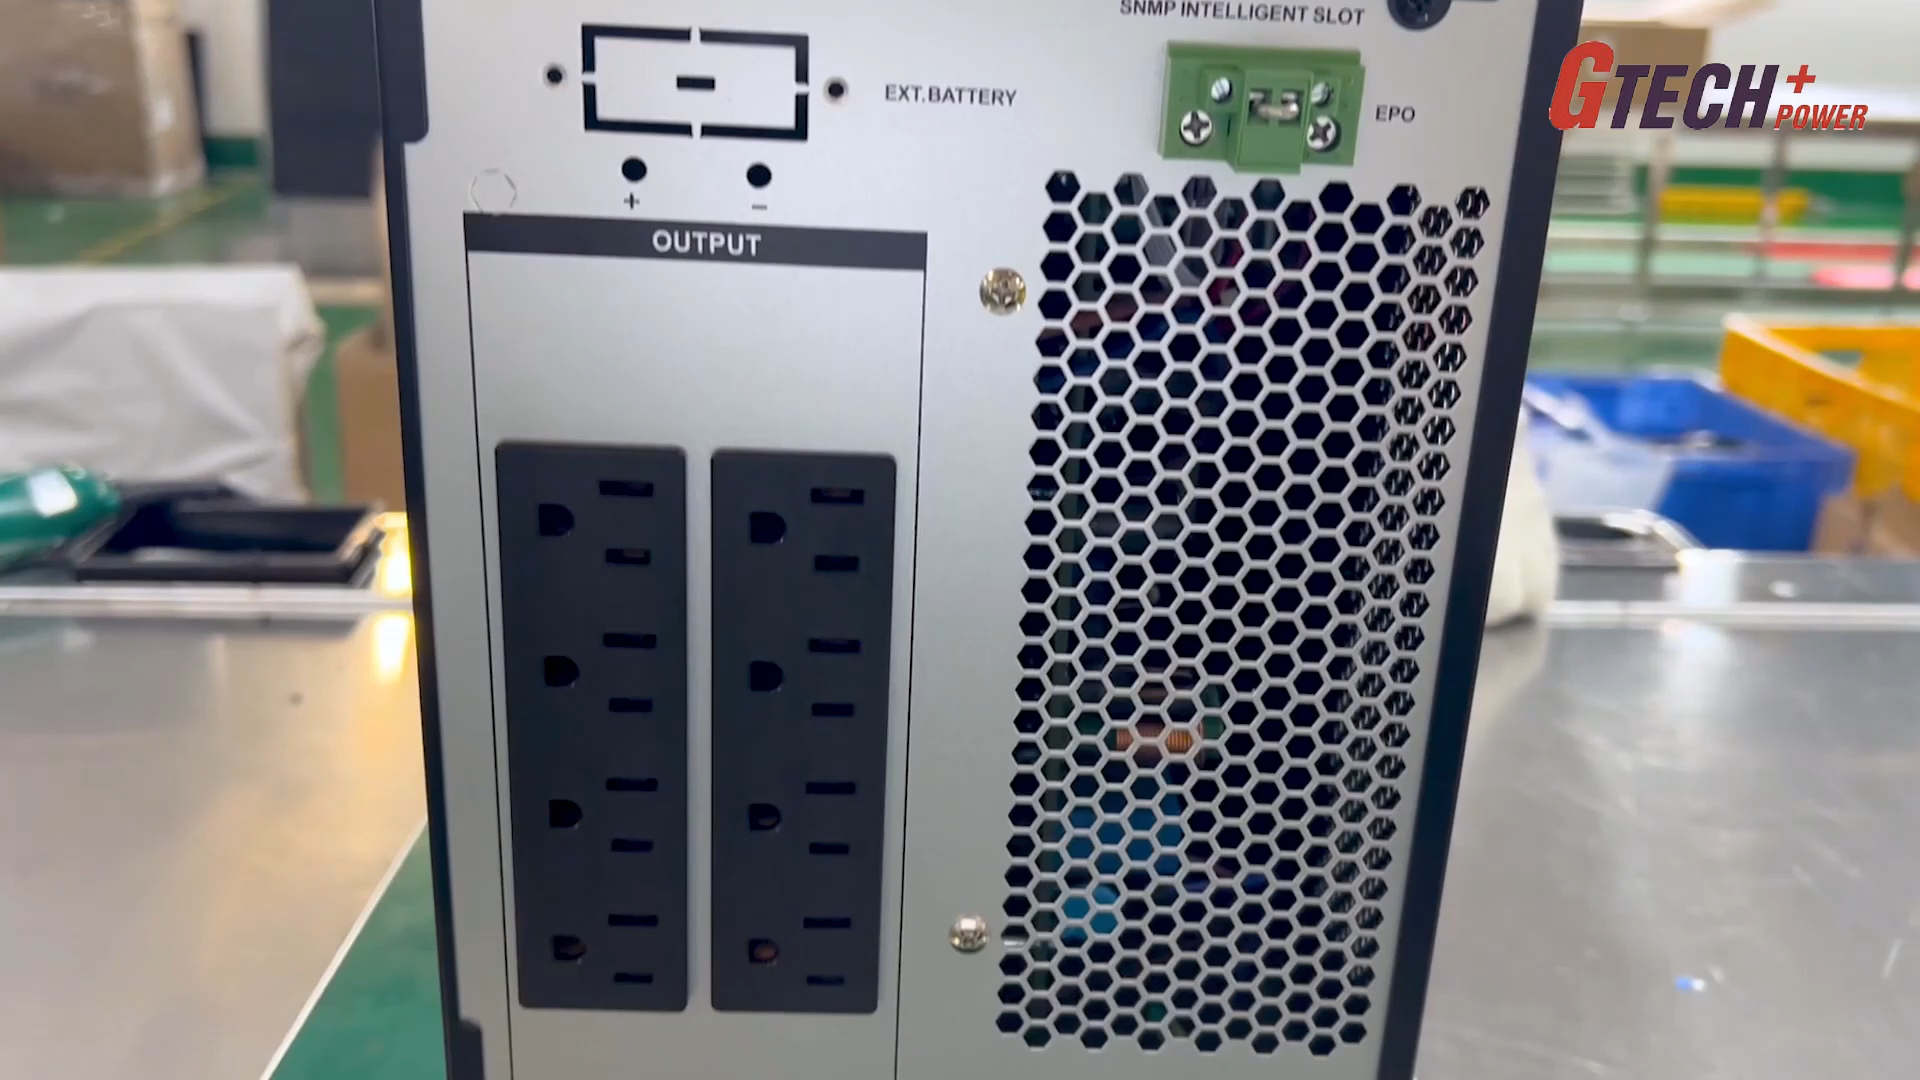 SNMP INTELLIGENT SLOT
EXT.BATTERY
EPO
GTECH+
POWER
+ −
OUTPUT